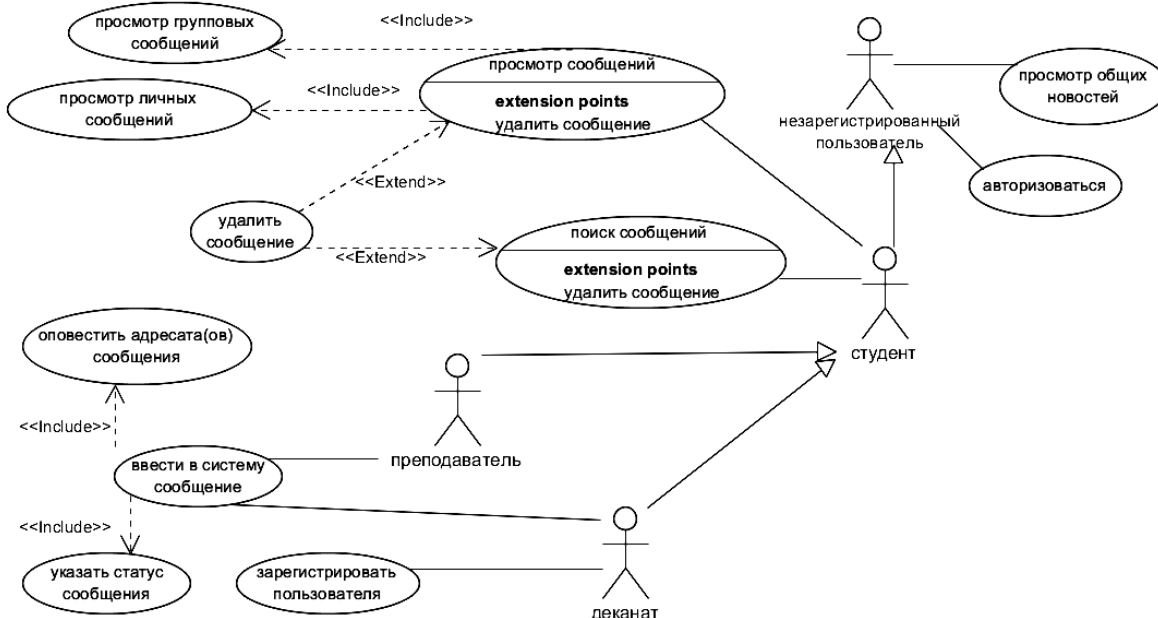 просмотр групповых
сообщений
<<Include>>
просмотр сообщений
extension points
удалить сообщение
просмотр личных
сообщений
<<Include>>
просмотр общих
новостей
незарегистрированный
пользователь
авторизоваться
<<Extend>>
удалить
сообщение
<<Extend>>
поиск сообщений
extension points
удалить сообщение
студент
оповестить адресата(ов)
сообщения
<<Include>>
преподаватель
ввести в систему
сообщение
<<Include>>
указать статус
сообщения
зарегистрировать
пользователя
деканат